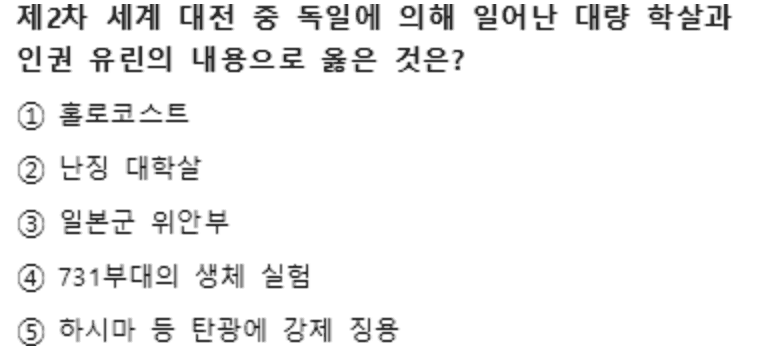 제2차 세계 대전 중 독일에 의해 일어난 대량 학살과
인권 유린의 내용으로 옳은 것은?
① 홀로코스트
② 난징 대학살
③ 일본군 위안부
④ 731부대의 생체 실험
⑤ 하시마 등 탄광에 강제 징용